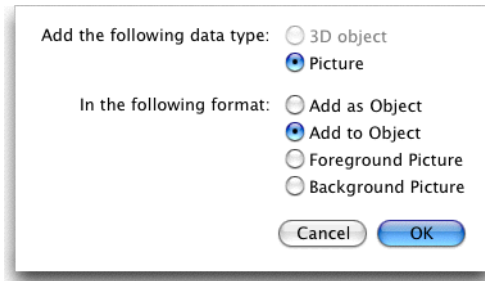 Add the following data type: 3D object
Picture
In the following format: Add as Object
Add to Object
Foreground Picture
Background Picture
Cancel OK